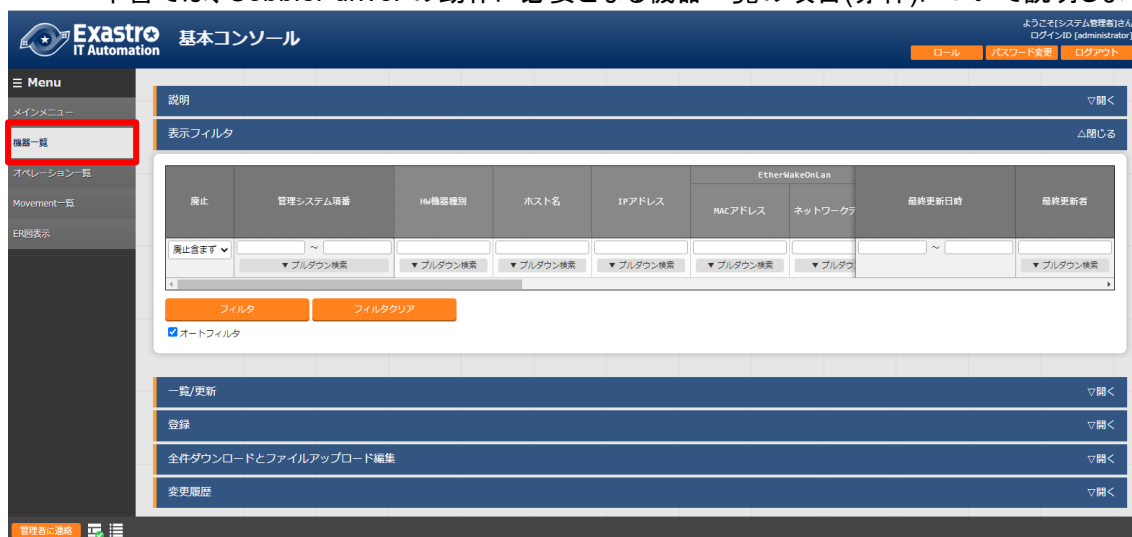 Exastro
IT Automation
基本コンソール
ようこそ[システム管理者]さん
ログインID [administrator]
ロール
パスワード変更
ログアウト
Menu
メインメニュー
機器一覧
オペレーション一覧
Movement一覧
ER図表示
説明
▽開く
表示フィルタ
△閉じる
EtherWakeOnLan
廃止
管理システム項番
HW機器種別
ホスト名
IPアドレス
MACアドレス
ネットワークデ
最終更新日時
最終更新者
廃止含まず
~
~
▼ プルダウン検索
▼ プルダウン検索
▼ プルダウン検索
▼ プルダウン検索
▼ プルダウン検索
▼ プルダウ
▼ プルダウン検索
フィルタ
フィルタクリア
オートフィルタ
一覧/更新
▽開く
登録
▽開く
全件ダウンロードとファイルアップロード編集
▽開く
変更履歴
▽開く
管理者に連絡